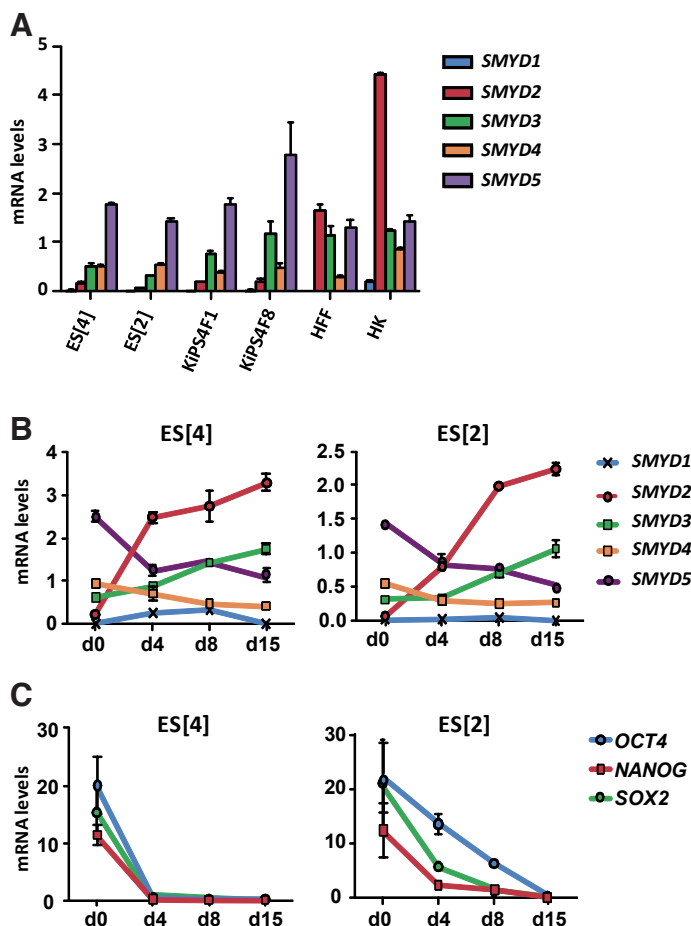 A
mRNA levels
5
4
3
2
1
0
ES[4]
ES[2]
KiPS4F1
KiPS4F8
HFF
HK
SMYD1
SMYD2
SMYD3
SMYD4
SMYD5
B
ES[4]
mRNA levels
4
3
2
1
0
d0 d4 d8 d15
ES[2]
2.5
2.0
1.5
1.0
0.5
0.0
d0 d4 d8 d15
SMYD1
SMYD2
SMYD3
SMYD4
SMYD5
C
ES[4]
mRNA levels
30
20
10
0
d0 d4 d8 d15
ES[2]
30
20
10
0
d0 d4 d8 d15
OCT4
NANOG
SOX2